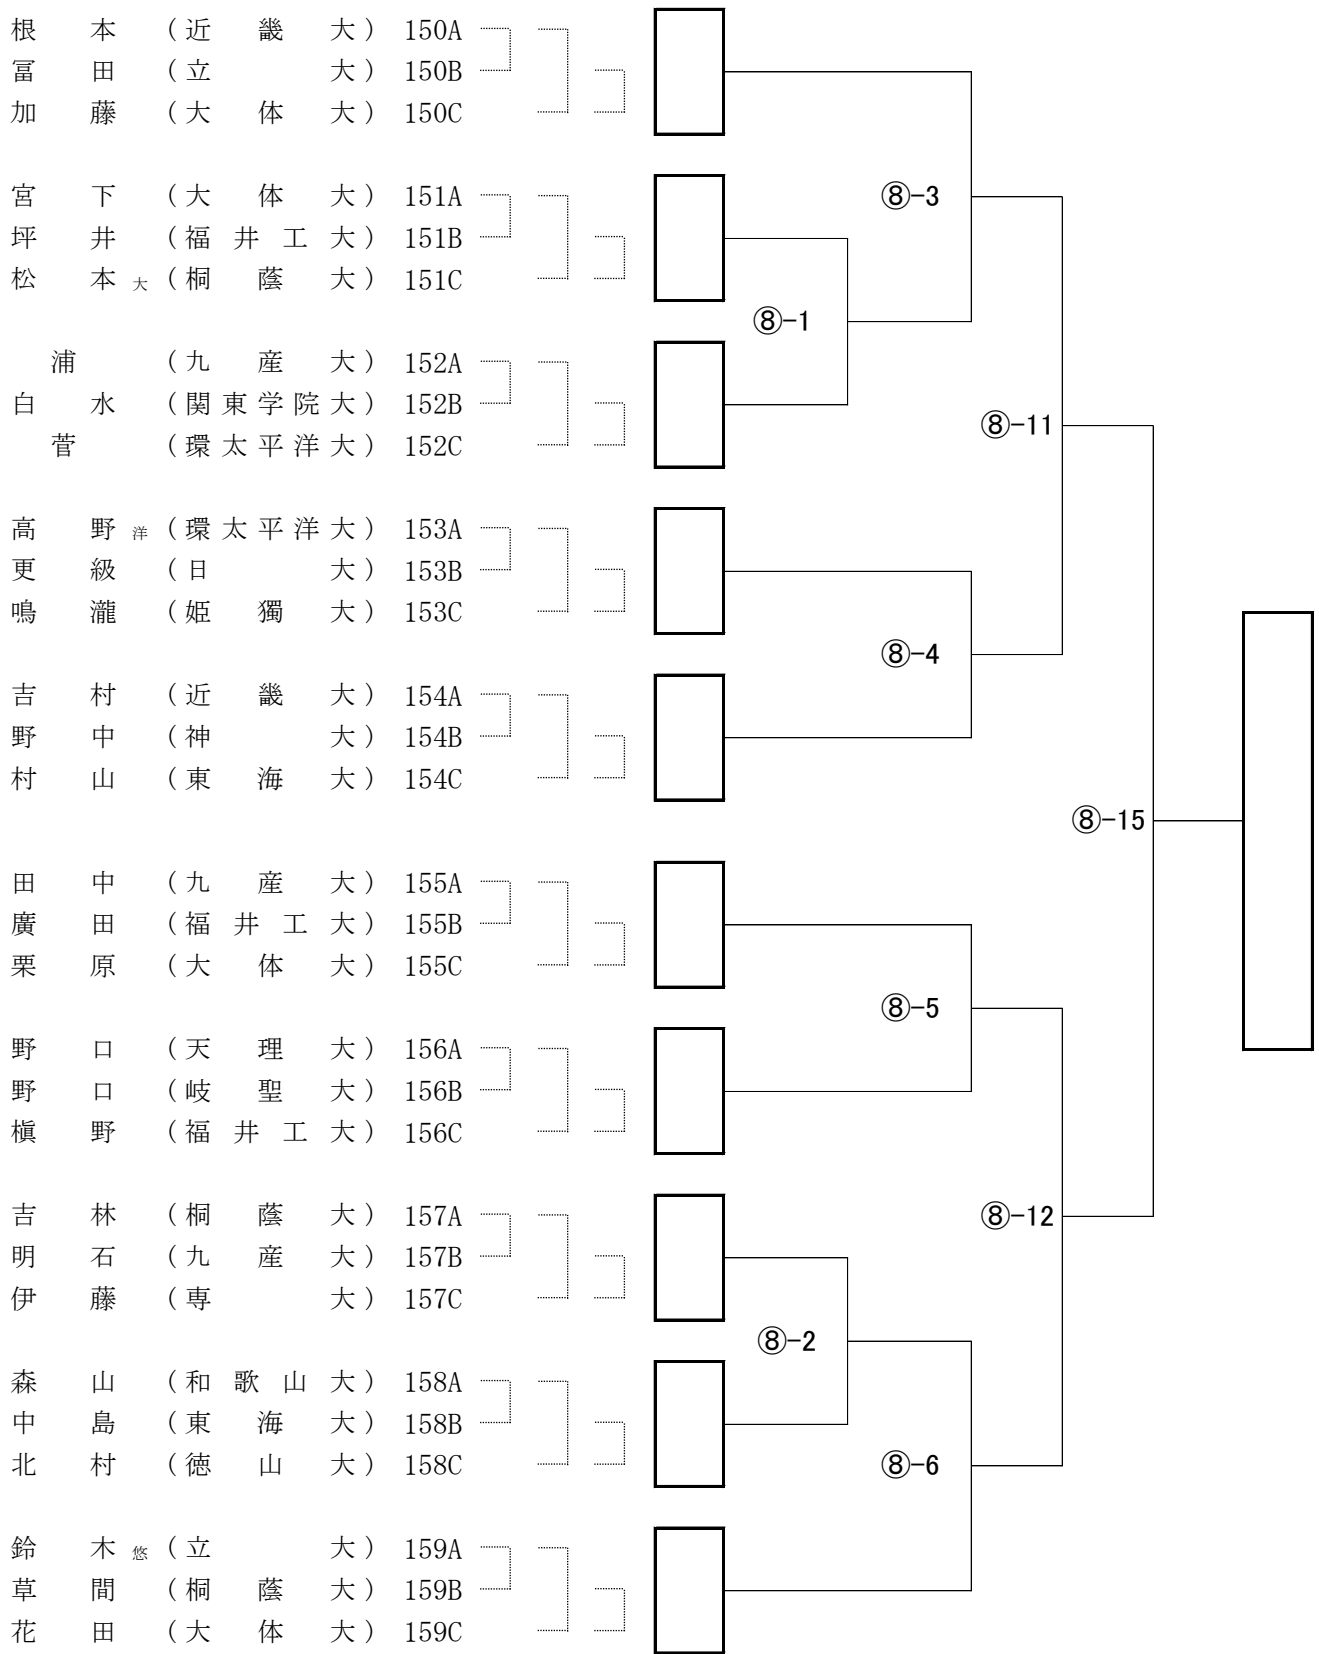 根本（近畿大） 150A
冨田（立大） 150B
加藤（大体大） 150C
宮下（大体大） 151A
⑧-3
坪井（福井工大） 151B
松本大（桐蔭大） 151C
⑧-1
浦（九産大） 152A
白水（関東学院大） 152B
⑧-11
菅（環太平洋大） 152C
高野洋（環太平洋大） 153A
更級（日大） 153B
鳴瀧（姫獨大） 153C
⑧-4
吉村（近畿大） 154A
野中（神大） 154B
村山（東海大） 154C
⑧-15
田中（九産大） 155A
廣田（福井工大） 155B
栗原（大体大） 155C
⑧-5
野口（天理大） 156A
野口（岐聖大） 156B
槇野（福井工大） 156C
吉林（桐蔭大） 157A
⑧-12
明石（九産大） 157B
伊藤（専大） 157C
⑧-2
森山（和歌山大） 158A
中島（東海大） 158B
北村（徳山大） 158C
⑧-6
鈴木悠（立大） 159A
草間（桐蔭大） 159B
花田（大体大） 159C